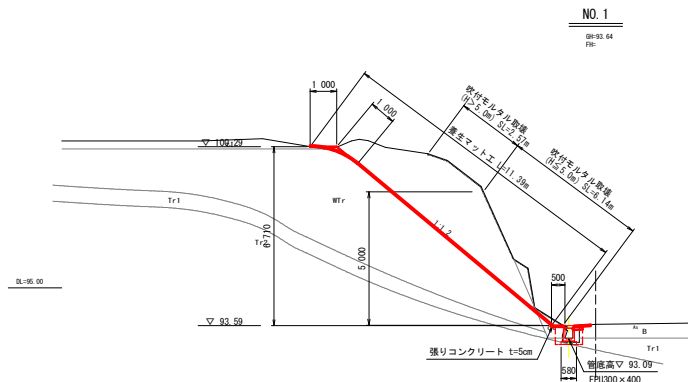 NO. 1
GH=93.64
FH=
1 000
1 000
吹付モルタル取壊
(H＞5.0m) SL=2.57m
養生マット工 L=11.39m
吹付モルタル取壊
(H≦5.0m) SL=6.14m
▽ 100.29
Tr1
WTr
1:1.2
Tr2
6 710
5 000
500
DL=95.00
▽ 93.59
As
B
Tr1
張りコンクリート t=5cm
管底高▽ 93.09
580
FPU300×400